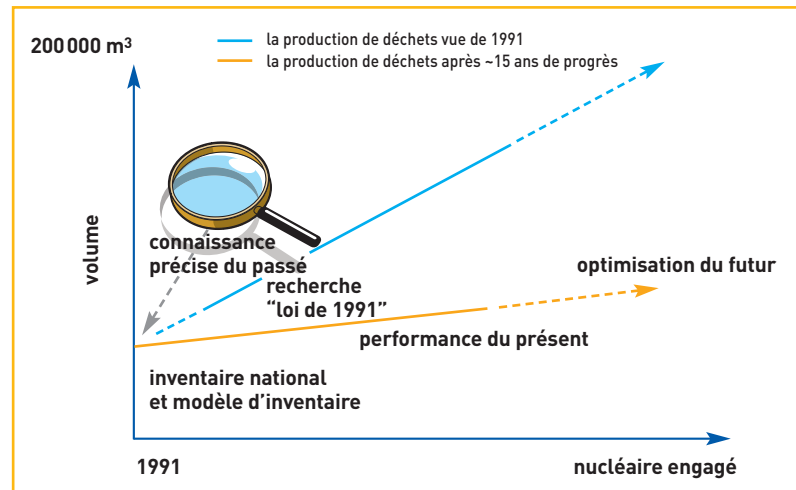 200 000 m³
la production de déchets vue de 1991
la production de déchets après ~15 ans de progrès
volume
connaissance
précise du passé
recherche
“loi de 1991”
optimisation du futur
performance du présent
inventaire national
et modèle d’inventaire
1991
nucléaire engagé